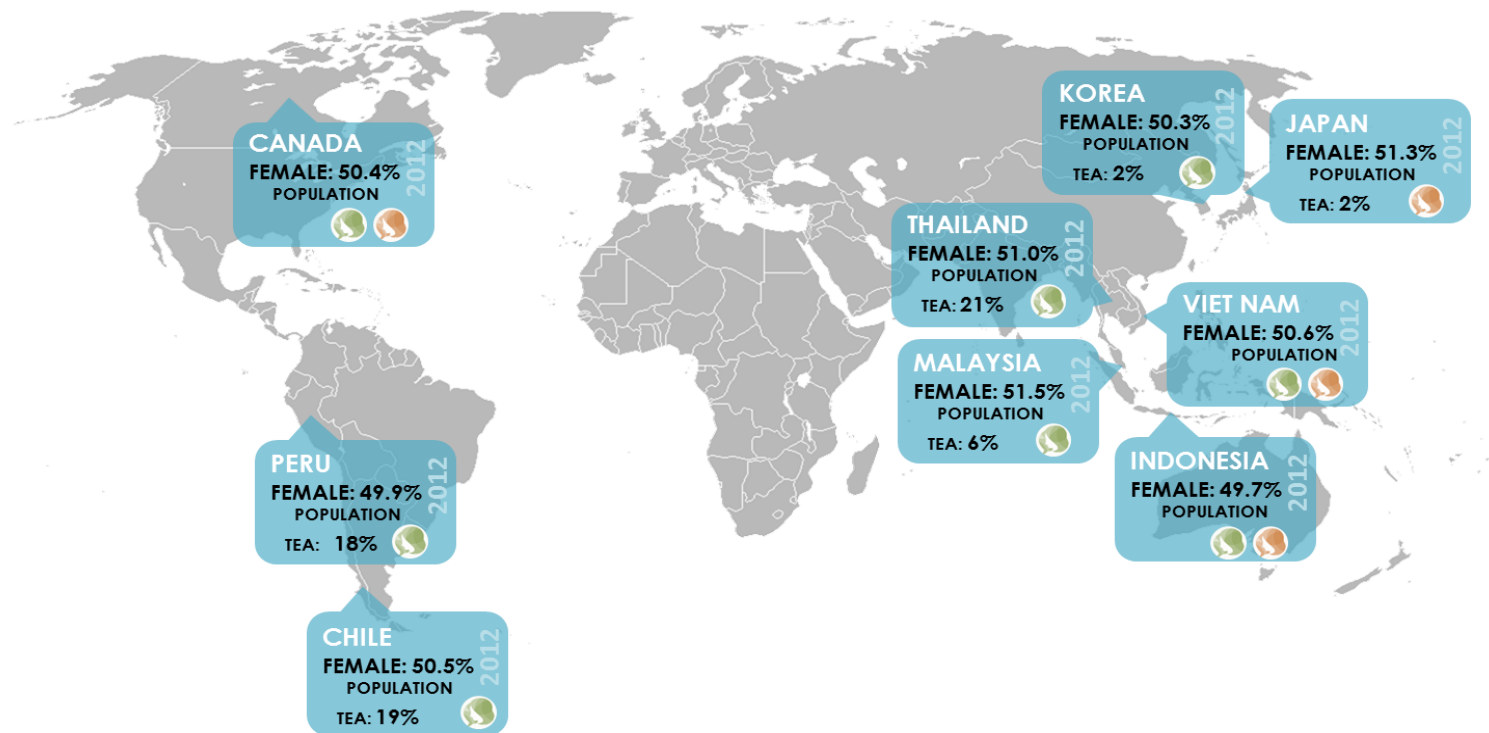 CANADA
FEMALE: 50.4%
POPULATION
2012
KOREA
FEMALE: 50.3%
POPULATION
TEA: 2%
2012
JAPAN
FEMALE: 51.3%
POPULATION
TEA: 2%
2012
THAILAND
FEMALE: 51.0%
POPULATION
TEA: 21%
2012
VIET NAM
FEMALE: 50.6%
POPULATION
2012
MALAYSIA
FEMALE: 51.5%
POPULATION
TEA: 6%
2012
PERU
FEMALE: 49.9%
POPULATION
TEA: 18%
2012
INDONESIA
FEMALE: 49.7%
POPULATION
2012
CHILE
FEMALE: 50.5%
POPULATION
TEA: 19%
2012